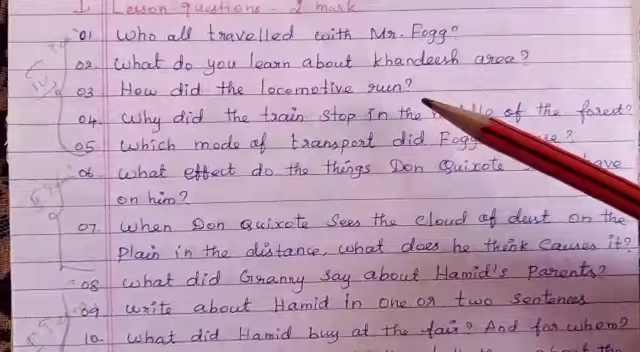 I Lesson questions - 2 mark
01 Who all travelled with Mr. Fogg?
02. What do you learn about khandeesh area?
03 How did the locomotive run?
04. Why did the train stop in the of the forest?
05. which mode of transport did Fogg
06. what effect do the things Don Quixote have
on him?
07. when Don Quixote sees the cloud of dust on the
plain in the distance, what does he think causes it?
08 what did Granny say about Hamid's Parents?
09 write about Hamid in one or two sentences
10. what did Hamid buy at the fair? And for whom?